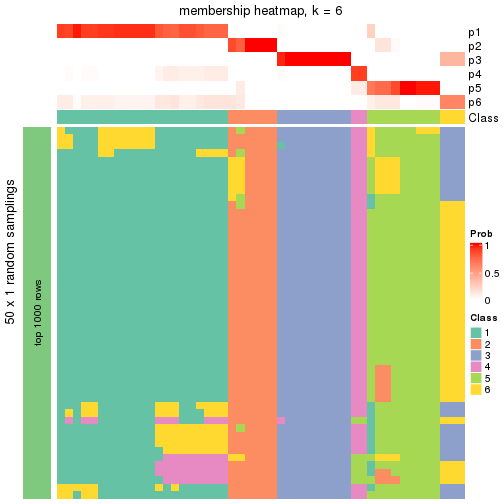 membership heatmap, k = 6
p1
p2
p3
p4
p5
p6
Class
50 x 1 random samplings
top 1000 rows
Prob
1
0.5
0
Class
1
2
3
4
5
6